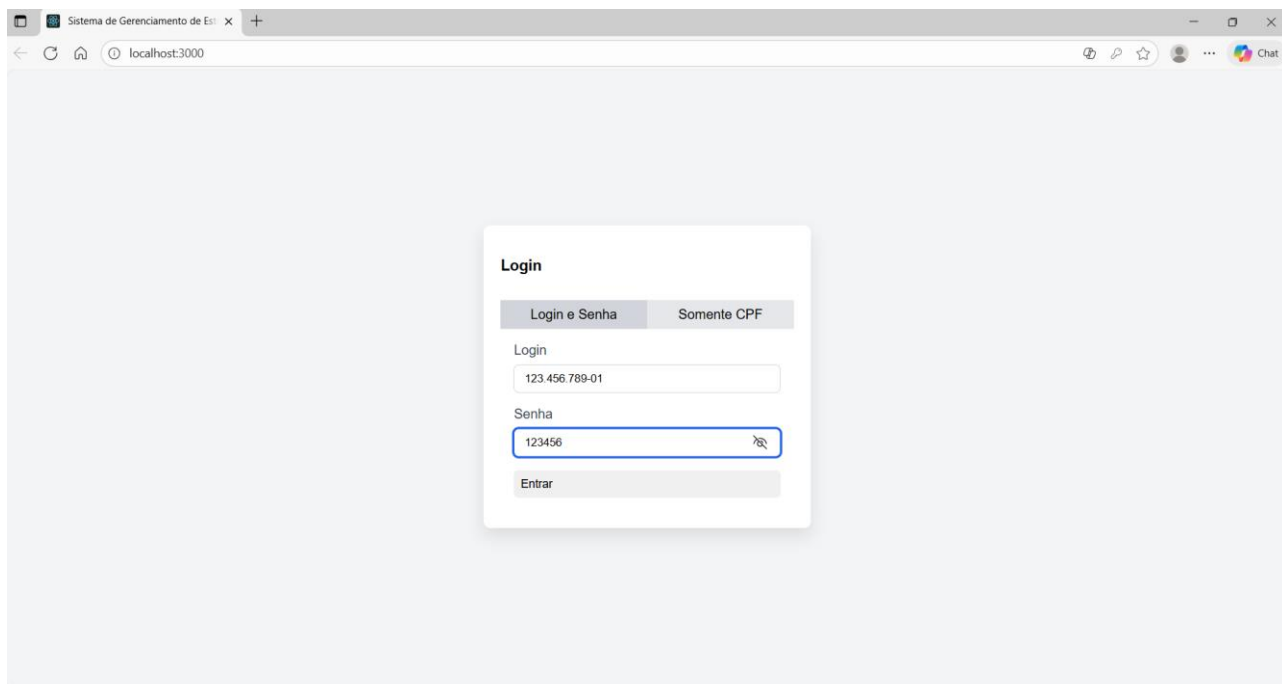 Sistema de Gerenciamento de Est
localhost:3000
Chat
Login
Login e Senha Somente CPF
Login
123.456.789-01
Senha
123456
Entrar